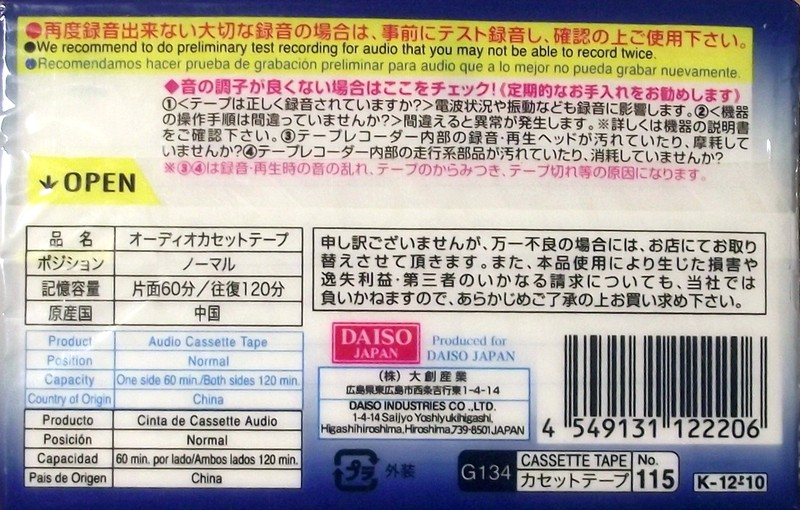 ●再度録音出来ない大切な録音の場合は、事前にテスト録音し、確認の上ご使用下さい。
●We recommend to do preliminary test recording for audio that you may not be able to record twice.
●Recomendamos hacer prueba de grabación preliminar para audio que a lo mejor no pueda grabar nuevamente.
◆音の調子が良くない場合はここをチェック!《定期的なお手入れをお勧めします》
①<テープは正しく録音されていますか?>電波状況や振動なども録音に影響します。②<機器
の操作手順は間違っていませんか?>間違えると異常が発生します。※詳しくは機器の説明書
をご確認下さい。③テープレコーダー内部の録音・再生ヘッドが汚れていたり、摩耗して
いませんか?④テープレコーダー内部の走行系部品が汚れていたり、消耗していませんか?
※③④は録音・再生時の音の乱れ、テープのからみつき、テープ切れ等の原因になります。
OPEN
品 名 オーディオカセットテープ
ポジション ノーマル
記憶容量 片面60分／往復120分
原産国 中国
申し訳ございませんが、万一不良の場合には、お店にてお取り
替えさせて頂きます。また、本品使用により生じた損害や
逸失利益・第三者のいかなる請求についても、当社では
負いかねますので、あらかじめご了承の上お買い求め下さい。
Product Audio Cassette Tape
Position Normal
Capacity One side 60 min./Both sides 120 min.
Country of Origin China
Producto Cinta de Cassette Audio
Posición Normal
Capacidad 60 min. por lado/Ambos lados 120 min.
Pais de Origen China
DAISO
JAPAN
Produced for
DAISO JAPAN
(株)大創産業
広島県東広島市西条吉行東1-4-14
DAISO INDUSTRIES CO.,LTD.
1-4-14 Saijyo Yoshiyukihigashi,
Higashihiroshima,Hiroshima,739-8501JAPAN
4 549131 122206
プラ 外装
G134 CASSETTE TAPE
カセットテープ
No.
115